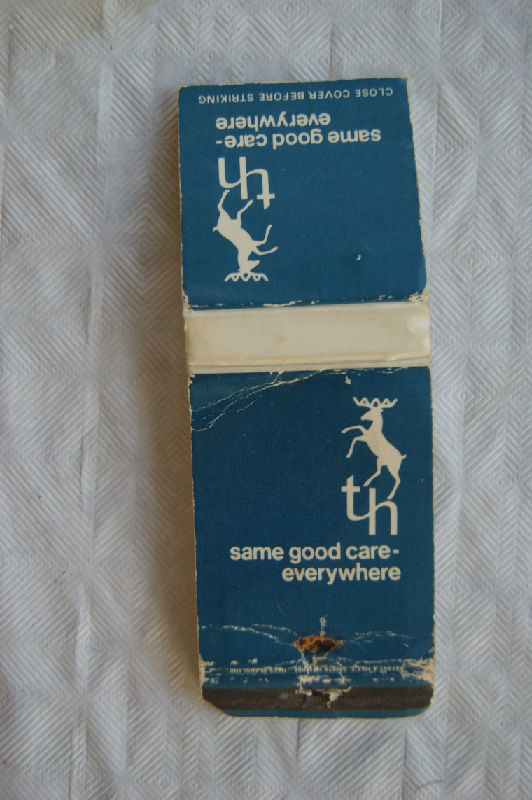 CLOSE COVER BEFORE STRIKING
same good care-
everywhere
th
th
same good care-
everywhere